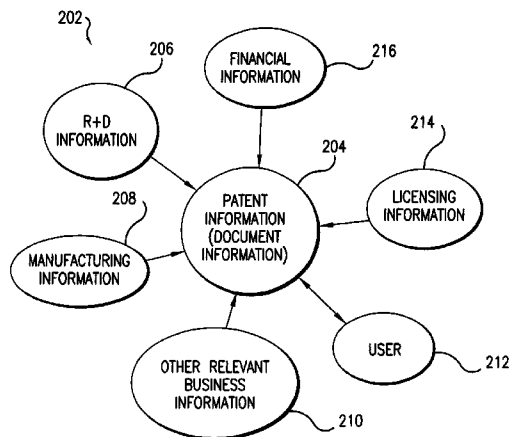 202
206
R+D
INFORMATION
FINANCIAL
INFORMATION
216
204
214
PATENT
INFORMATION
(DOCUMENT
INFORMATION)
LICENSING
INFORMATION
208
MANUFACTURING
INFORMATION
USER
212
OTHER RELEVANT
BUSINESS
INFORMATION
210